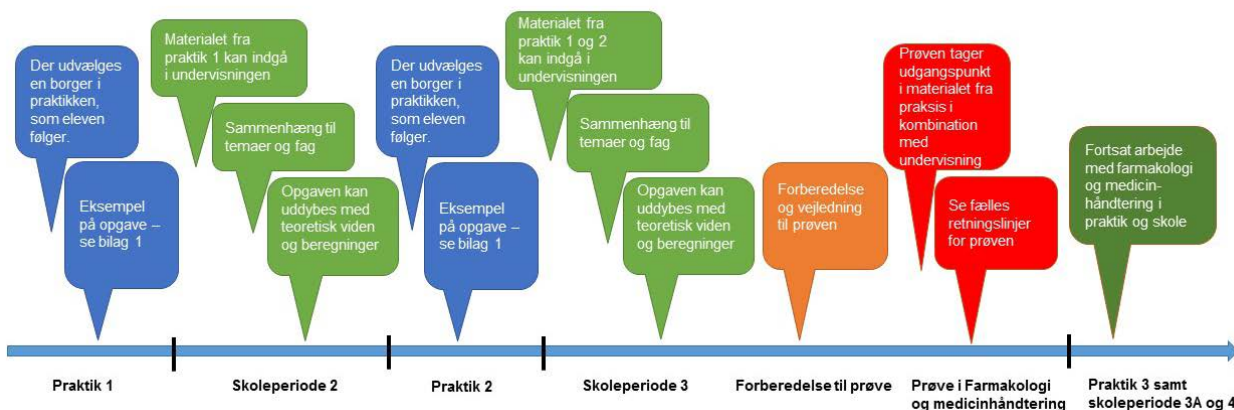 Der udvælges
en borger i
praktikken,
som eleven
følger.
Eksempel
på opgave –
se bilag 1
Materialet fra
praktik 1 kan indgå
i undervisningen
Sammenhæng til
temaer og fag
Opgaven kan
uddybes med
teoretisk viden
og beregninger
Der udvælges
en borger i
praktikken,
som eleven
følger.
Eksempel
på opgave –
se bilag 1
Materialet fra
praktik 1 og 2
kan indgå i
undervisningen
Sammenhæng til
temaer og fag
Opgaven kan
uddybes med
teoretisk viden
og beregninger
Forberedelse
og vejledning
til prøven
Prøven tager
udgangspunkt
i materialet fra
praksis i
kombination
med
undervisning
Se fælles
retningslinjer
for prøven
Fortsat arbejde
med farmakologi
og medicin-
håndtering i
praktik og skole
Praktik 1
Skoleperiode 2
Praktik 2
Skoleperiode 3
Forberedelse til prøve
Prøve i Farmakologi
og medicinhåndtering
Praktik 3 samt
skoleperiode 3A og 4